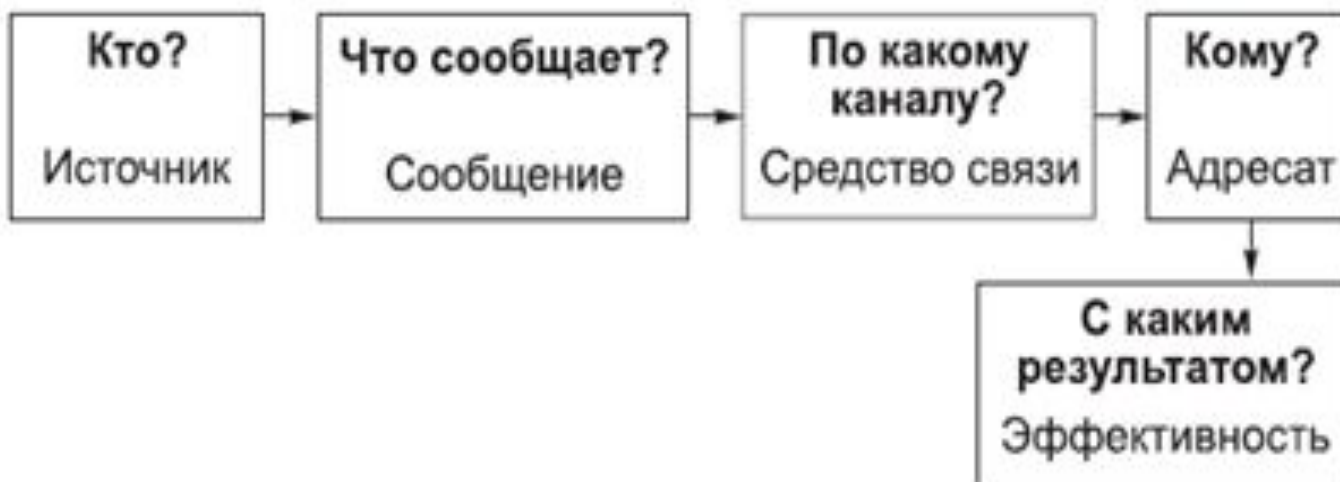 Кто?
Источник
Что сообщает?
Сообщение
По какому
каналу?
Средство связи
Кому?
Адресат
С каким
результатом?
Эффективность